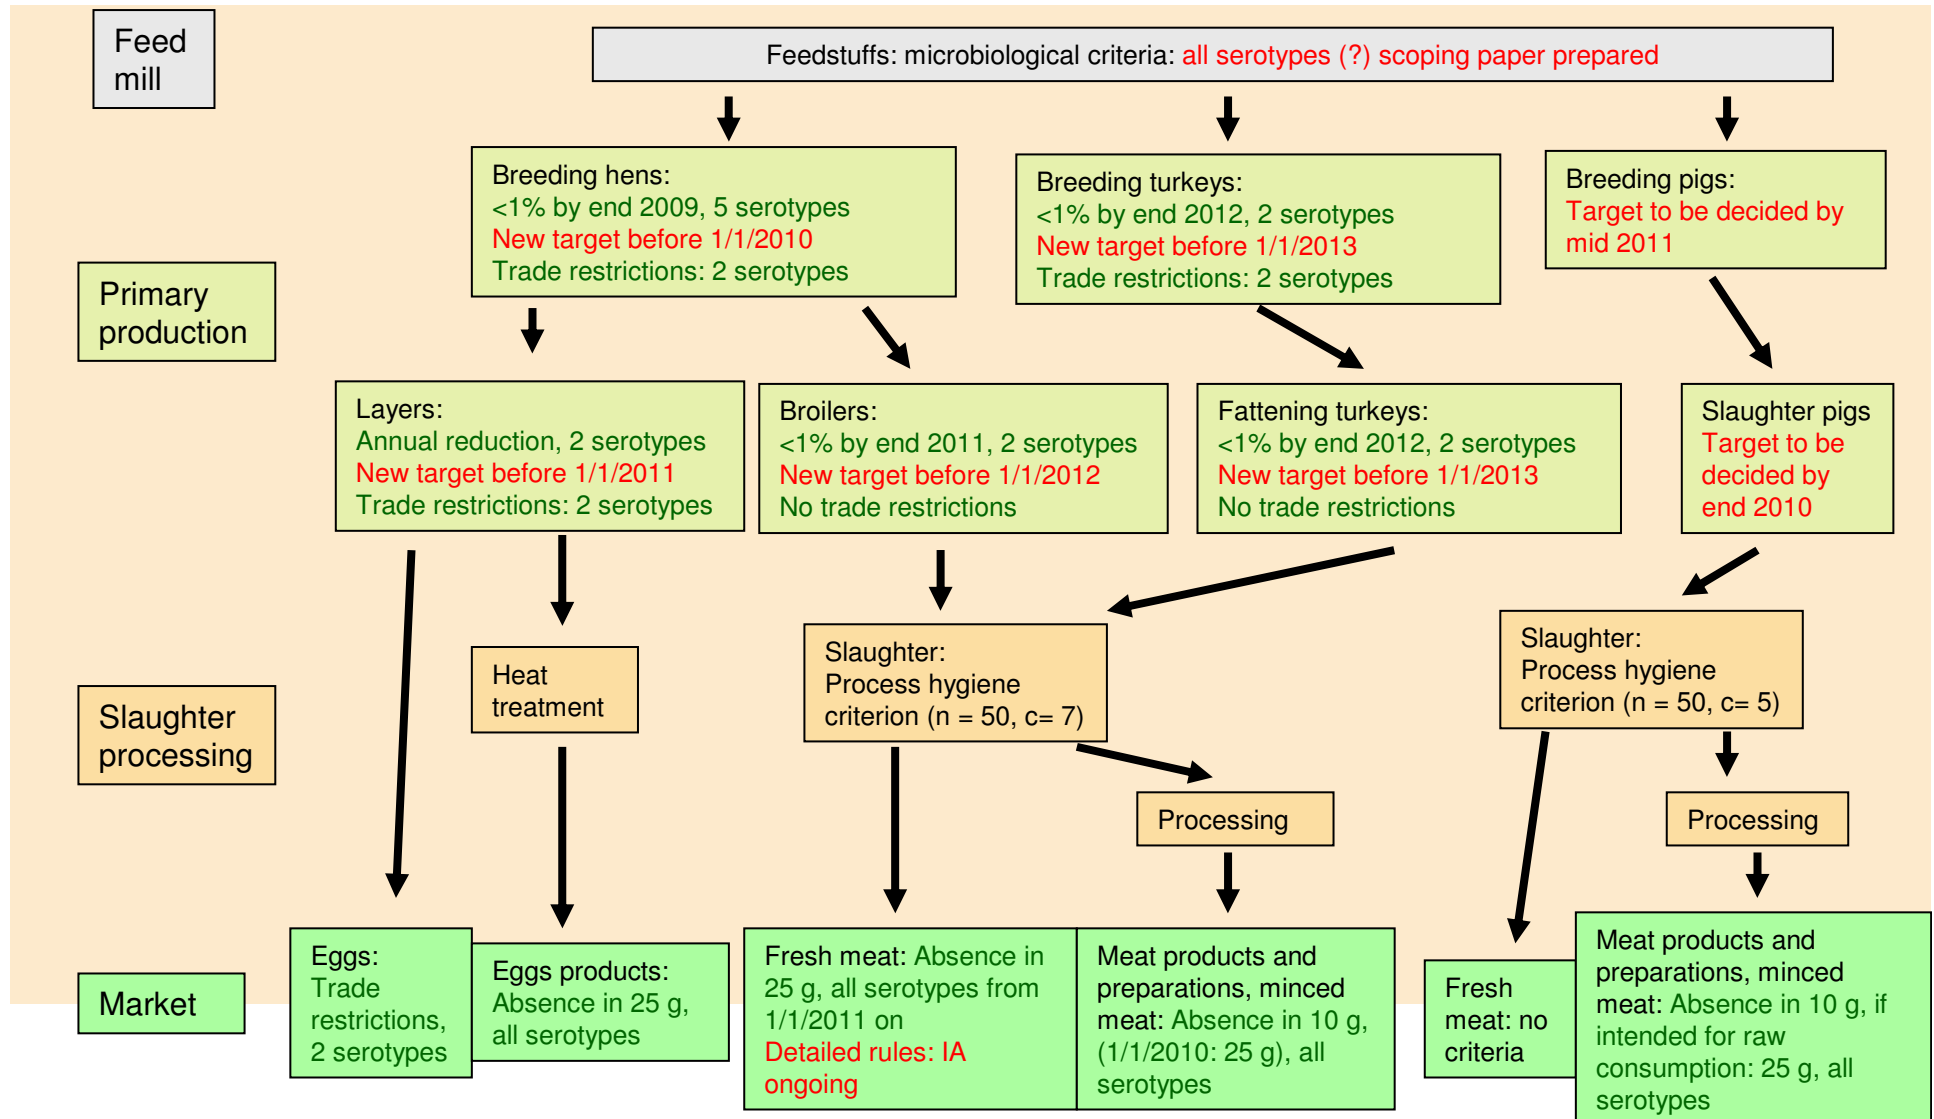 Feed
mill
Feedstuffs: microbiological criteria: all serotypes (?) scoping paper prepared
Breeding hens:
<1% by end 2009, 5 serotypes
New target before 1/1/2010
Trade restrictions: 2 serotypes
Breeding turkeys:
<1% by end 2012, 2 serotypes
New target before 1/1/2013
Trade restrictions: 2 serotypes
Breeding pigs:
Target to be decided by
mid 2011
Primary
production
Layers:
Annual reduction, 2 serotypes
New target before 1/1/2011
Trade restrictions: 2 serotypes
Broilers:
<1% by end 2011, 2 serotypes
New target before 1/1/2012
No trade restrictions
Fattening turkeys:
<1% by end 2012, 2 serotypes
New target before 1/1/2013
No trade restrictions
Slaughter pigs
Target to be
decided by
end 2010
Slaughter
processing
Heat
treatment
Slaughter:
Process hygiene
criterion (n = 50, c= 7)
Slaughter:
Process hygiene
criterion (n = 50, c= 5)
Processing
Processing
Market
Eggs:
Trade
restrictions,
2 serotypes
Eggs products:
Absence in 25 g,
all serotypes
Fresh meat: Absence in
25 g, all serotypes from
1/1/2011 on
Detailed rules: IA
ongoing
Meat products and
preparations, minced
meat: Absence in 10 g,
(1/1/2010: 25 g), all
serotypes
Fresh
meat: no
criteria
Meat products and
preparations, minced
meat: Absence in 10 g, if
intended for raw
consumption: 25 g, all
serotypes